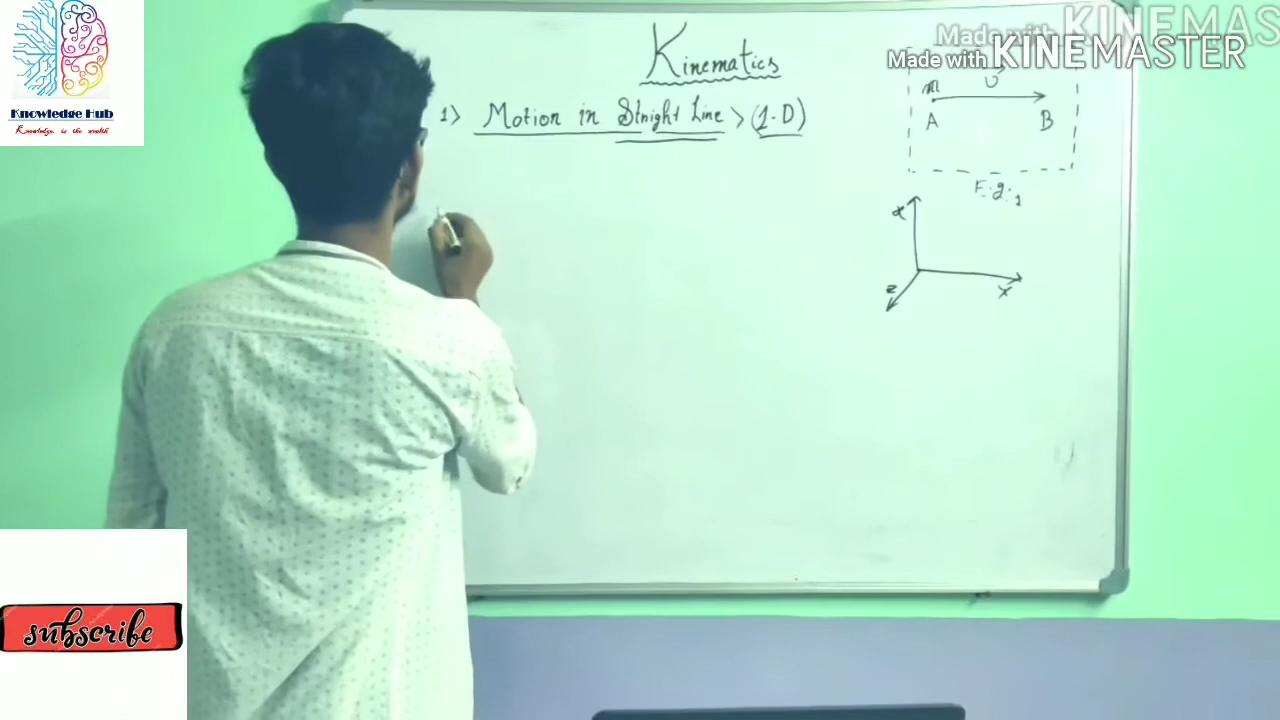 Knowledge Hub
Knowledge is the wealth
Kinematics
Made with KINEMAS
Made with KINEMASTER
1) Motion in Straight Line > (1-D)
m
A
B
Fig: 1
z
x
subscribe